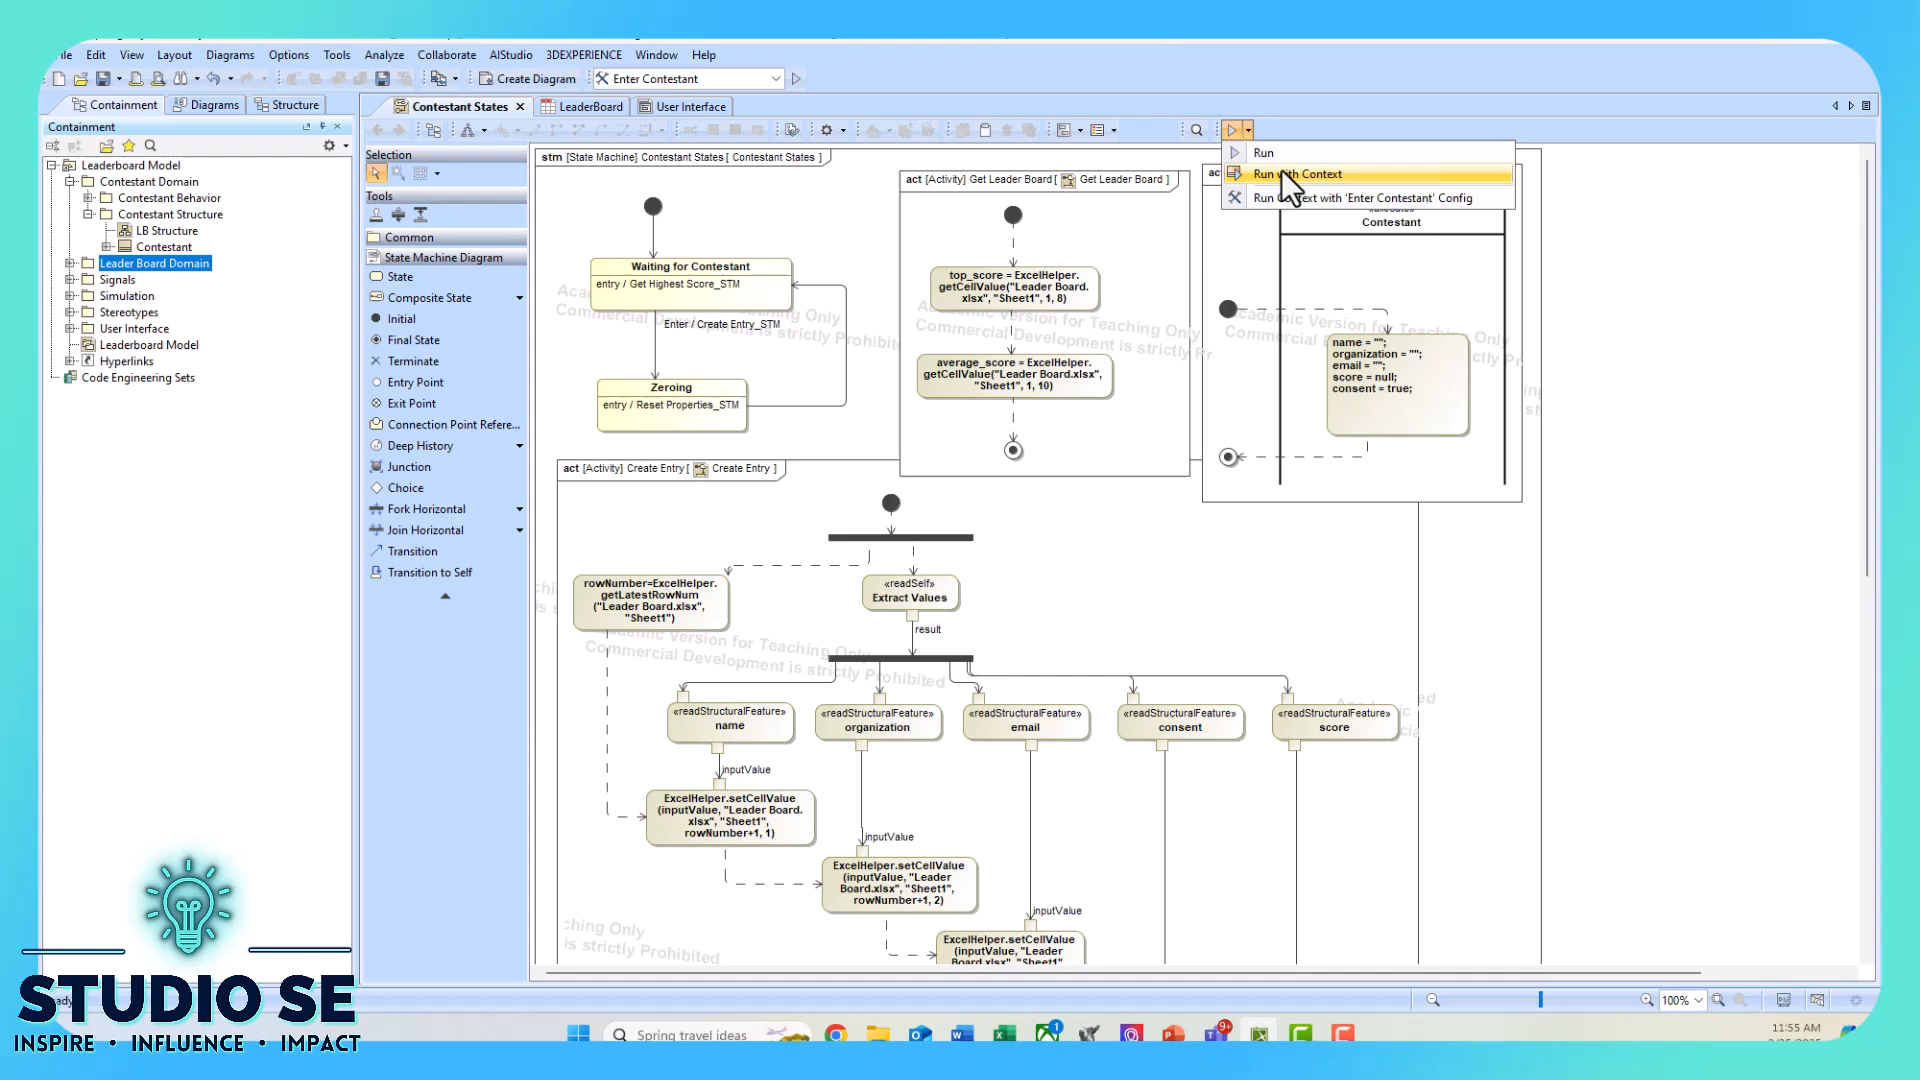 File Edit View Layout Diagrams Options Tools Analyze Collaborate AIStudio 3DEXPERIENCE Window Help
Create Diagram Enter Contestant
Containment Diagrams Structure
Contestant States LeaderBoard User Interface
Containment
Leaderboard Model
Contestant Domain
Contestant Behavior
Contestant Structure
LB Structure
Contestant
Leader Board Domain
Signals
Simulation
Stereotypes
User Interface
Leaderboard Model
Hyperlinks
Code Engineering Sets
Selection
Tools
Common
State Machine Diagram
State
Composite State
Initial
Final State
Terminate
Entry Point
Exit Point
Connection Point Refere...
Deep History
Junction
Choice
Fork Horizontal
Join Horizontal
Transition
Transition to Self
Run
Run with Context
Run Context with 'Enter Contestant' Config
stm [State Machine] Contestant States [ Contestant States ]
Waiting for Contestant
entry / Get Highest Score_STM
Enter / Create Entry_STM
Zeroing
entry / Reset Properties_STM
act [Activity] Get Leader Board [ Get Leader Board ]
top_score = ExcelHelper.
getCellValue("Leader Board.
xlsx", "Sheet1", 1, 8)
average_score = ExcelHelper.
getCellValue("Leader Board.xlsx",
"Sheet1", 1, 10)
Contestant
name = "";
organization = "";
email = "";
score = null;
consent = true;
act [Activity] Create Entry [ Create Entry ]
rowNumber=ExcelHelper.
getLatestRowNum
("Leader Board.xlsx",
"Sheet1")
«readSelf»
Extract Values
result
«readStructuralFeature»
name
«readStructuralFeature»
organization
«readStructuralFeature»
email
«readStructuralFeature»
consent
«readStructuralFeature»
score
inputValue
ExcelHelper.setCellValue
(inputValue, "Leader Board.
xlsx", "Sheet1",
rowNumber+1, 1)
inputValue
ExcelHelper.setCellValue
(inputValue, "Leader
Board.xlsx", "Sheet1",
rowNumber+1, 2)
inputValue
ExcelHelper.setCellValue
(inputValue, "Leader
Board.xlsx", "Sheet1",
Academic Version for Teaching Only
Commercial Development is strictly Prohibited
100%
STUDIO SE
INSPIRE • INFLUENCE • IMPACT
Spring travel ideas
11:55 AM